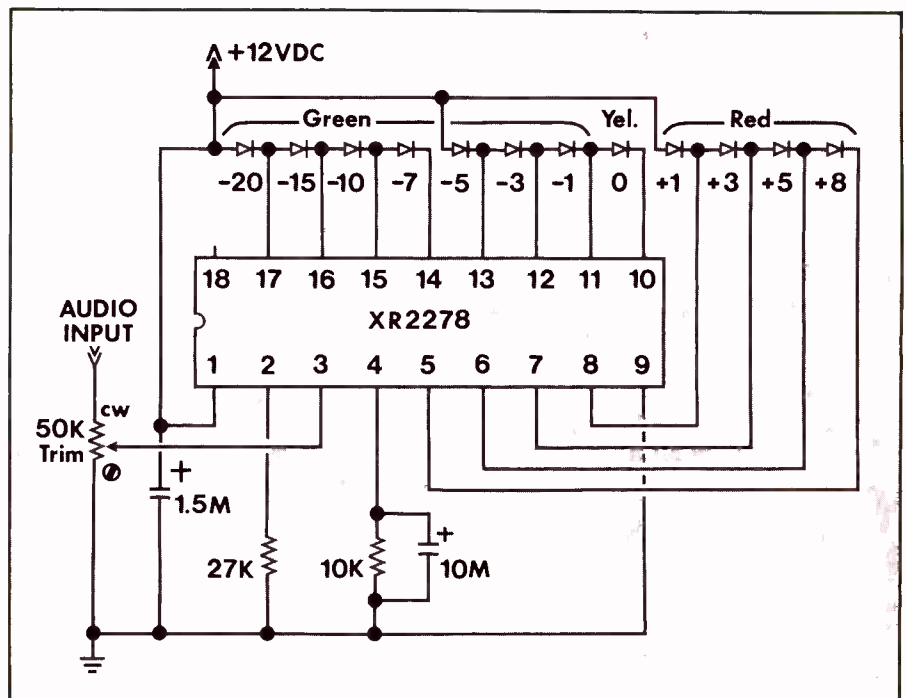 +12VDC
Green Yel. Red
-20 -15 -10 -7 -5 -3 -1 0 +1 +3 +5 +8
18 17 16 15 14 13 12 11 10
XR2278
AUDIO
INPUT
1 2 3 4 5 6 7 8 9
cw
50K
Trim
+
1.5M
27K
10K
+
10M